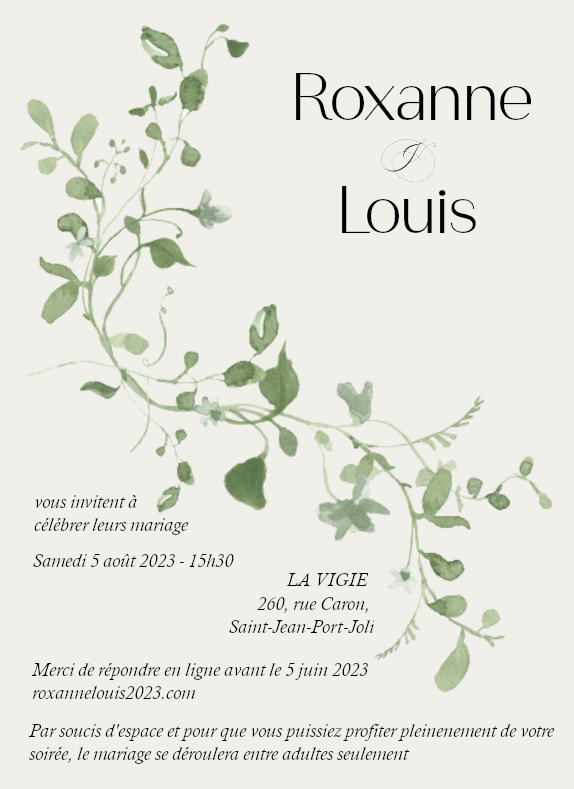 Roxanne
&
Louis
vous invitent à
célébrer leurs mariage
Samedi 5 août 2023 - 15h30
LA VIGIE
260, rue Caron,
Saint-Jean-Port-Joli
Merci de répondre en ligne avant le 5 juin 2023
roxannelouis2023.com
Par soucis d'espace et pour que vous puissiez profiter pleinenement de votre
soirée, le mariage se déroulera entre adultes seulement